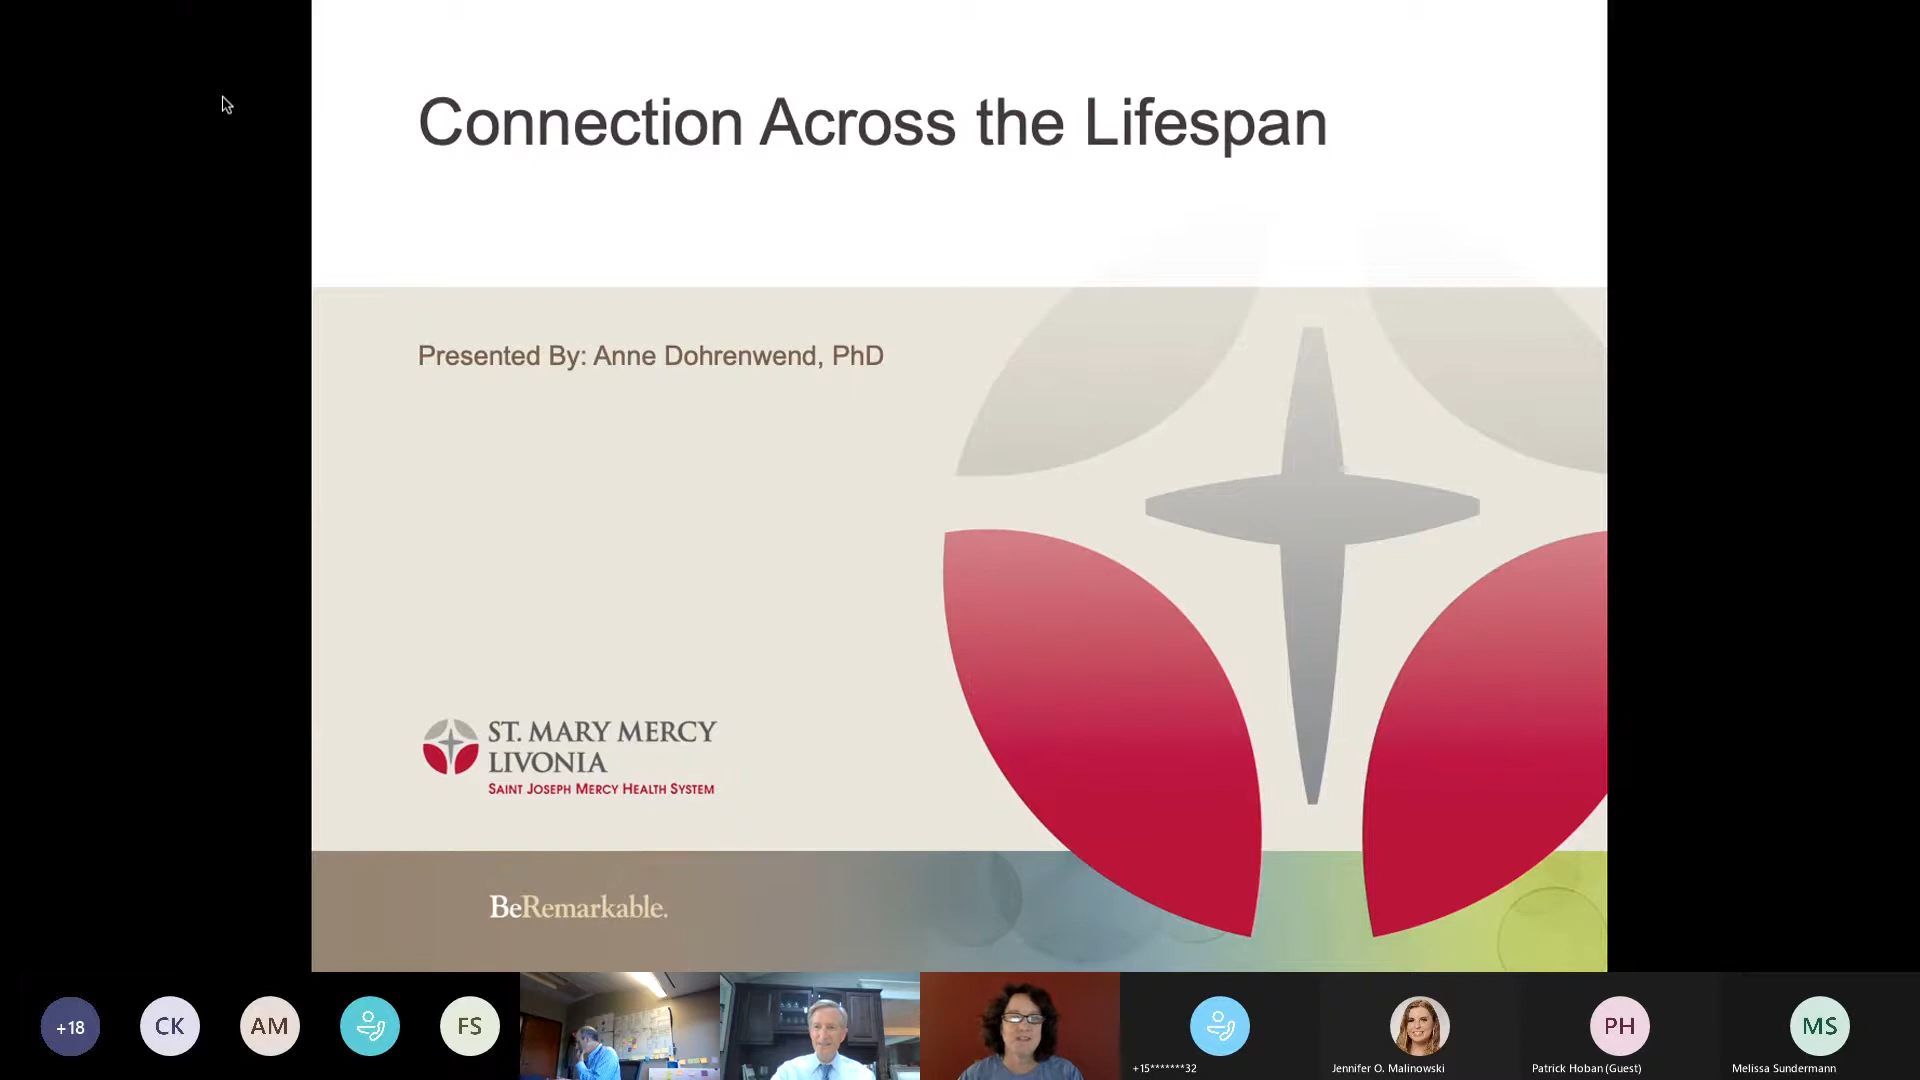 Connection Across the Lifespan
Presented By: Anne Dohrenwend, PhD
ST. MARY MERCY
LIVONIA
SAINT JOSEPH MERCY HEALTH SYSTEM
BeRemarkable.
+18
CK
AM
FS
PH
MS
+15*******32
Jennifer O. Malinowski
Patrick Hoban (Guest)
Melissa Sundermann